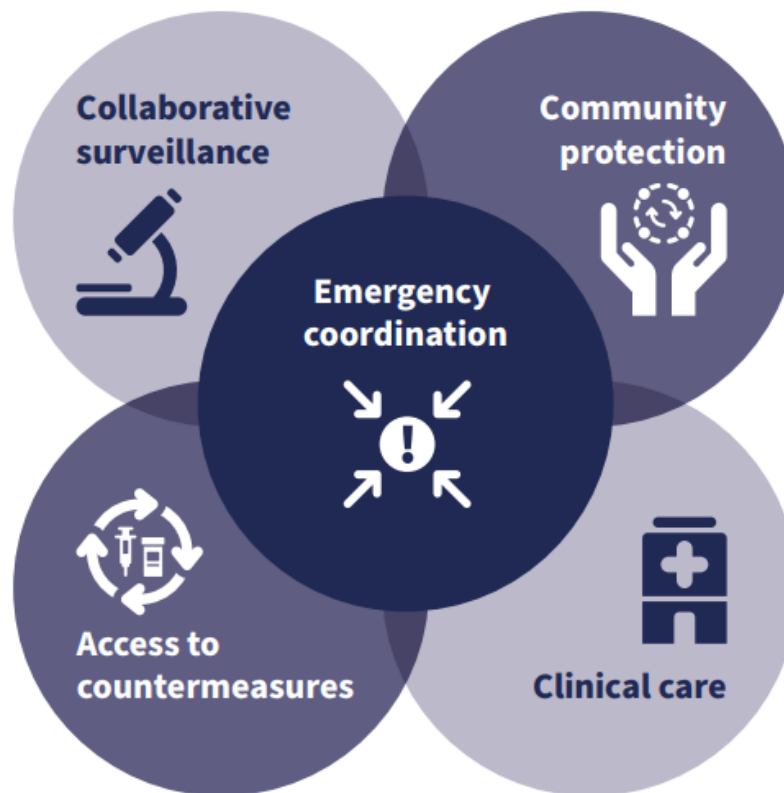 Collaborative
surveillance
Community
protection
Emergency
coordination
!
Access to
countermeasures
Clinical care